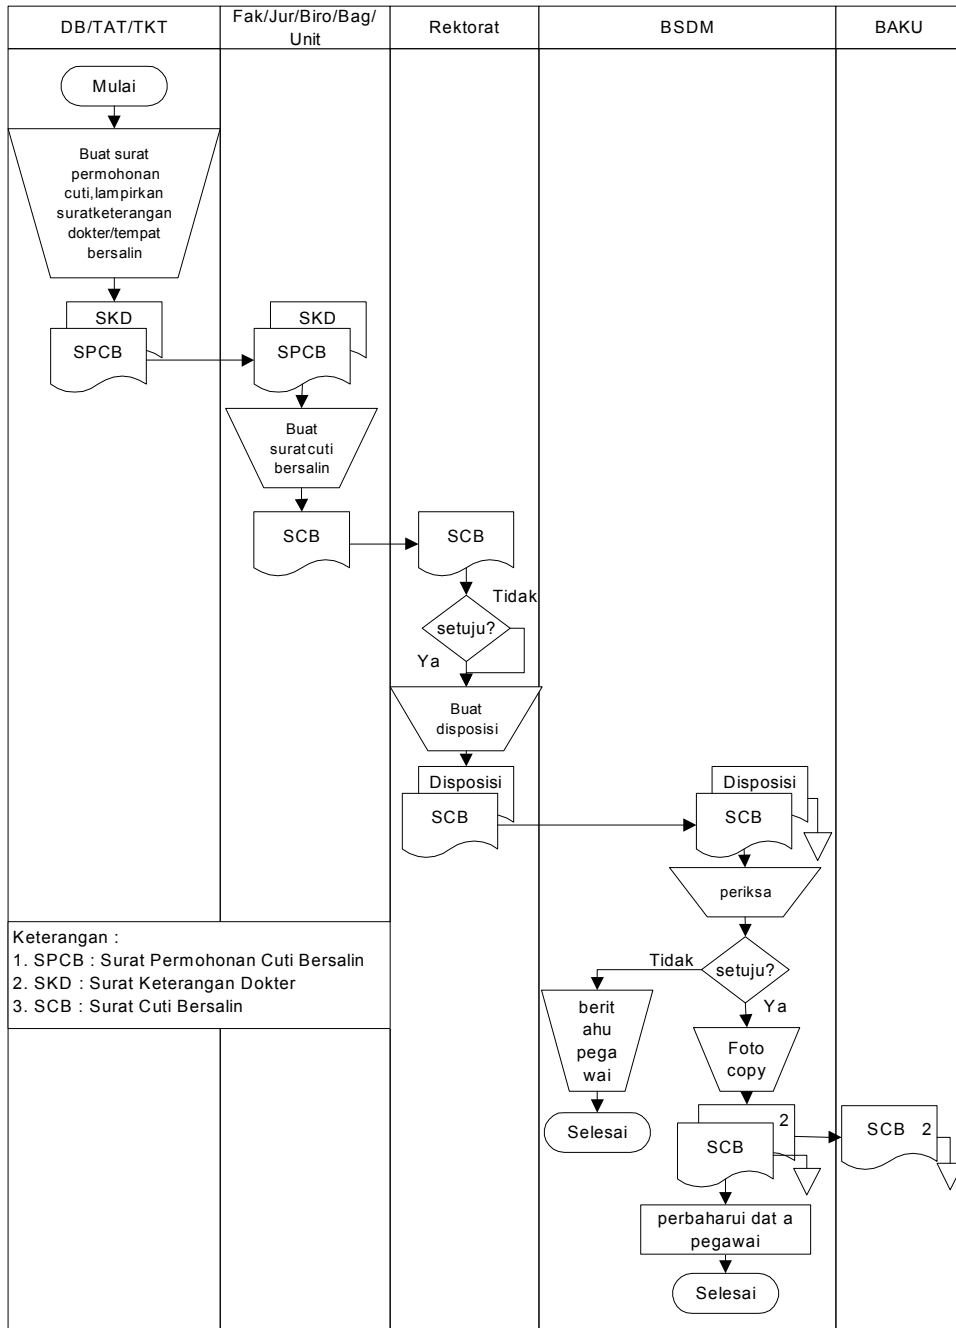 DB/TAT/TKT
Fak/Jur/Biro/Bag/
Unit
Rektorat
BSDM
BAKU
Mulai
Buat surat
permohonan
cuti,lampirkan
suratketerangan
dokter/tempat
bersalin
SKD
SPCB
SKD
SPCB
Buat
suratcuti
bersalin
SCB
SCB
Tidak
setuju?
Ya
Buat
disposisi
Disposisi
SCB
Disposisi
SCB
periksa
Keterangan :
1. SPCB : Surat Permohonan Cuti Bersalin
2. SKD : Surat Keterangan Dokter
3. SCB : Surat Cuti Bersalin
Tidak
setuju?
Ya
berit
ahu
pega
wai
Selesai
Foto
copy
2
SCB
SCB 2
perbaharui dat a
pegawai
Selesai